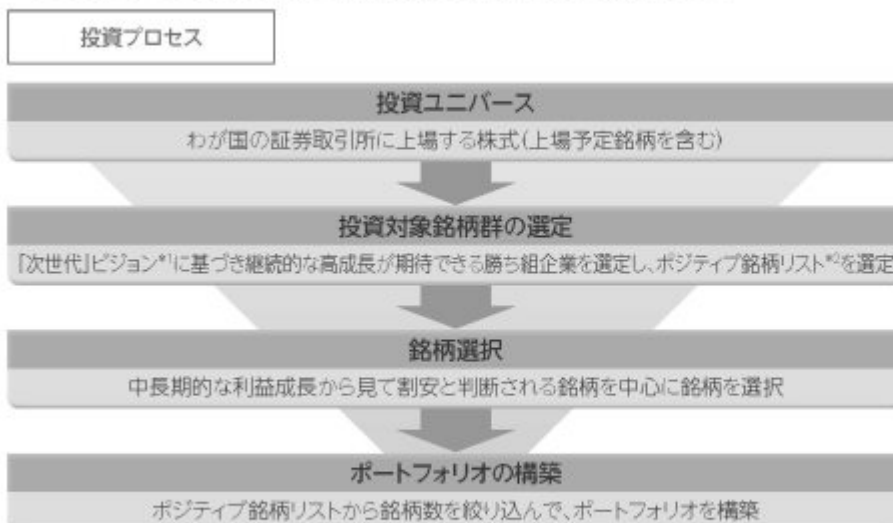 投資プロセス
投資ユニバース
わが国の証券取引所に上場する株式(上場予定銘柄を含む)
投資対象銘柄群の選定
「次世代」ビジョン*1に基づき継続的な高成長が期待できる勝ち組企業を選定し、ポジティブ銘柄リスト*2を選定
銘柄選択
中長期的な利益成長から見て割安と判断される銘柄を中心に銘柄を選択
ポートフォリオの構築
ポジティブ銘柄リストから銘柄数を絞り込んで、ポートフォリオを構築